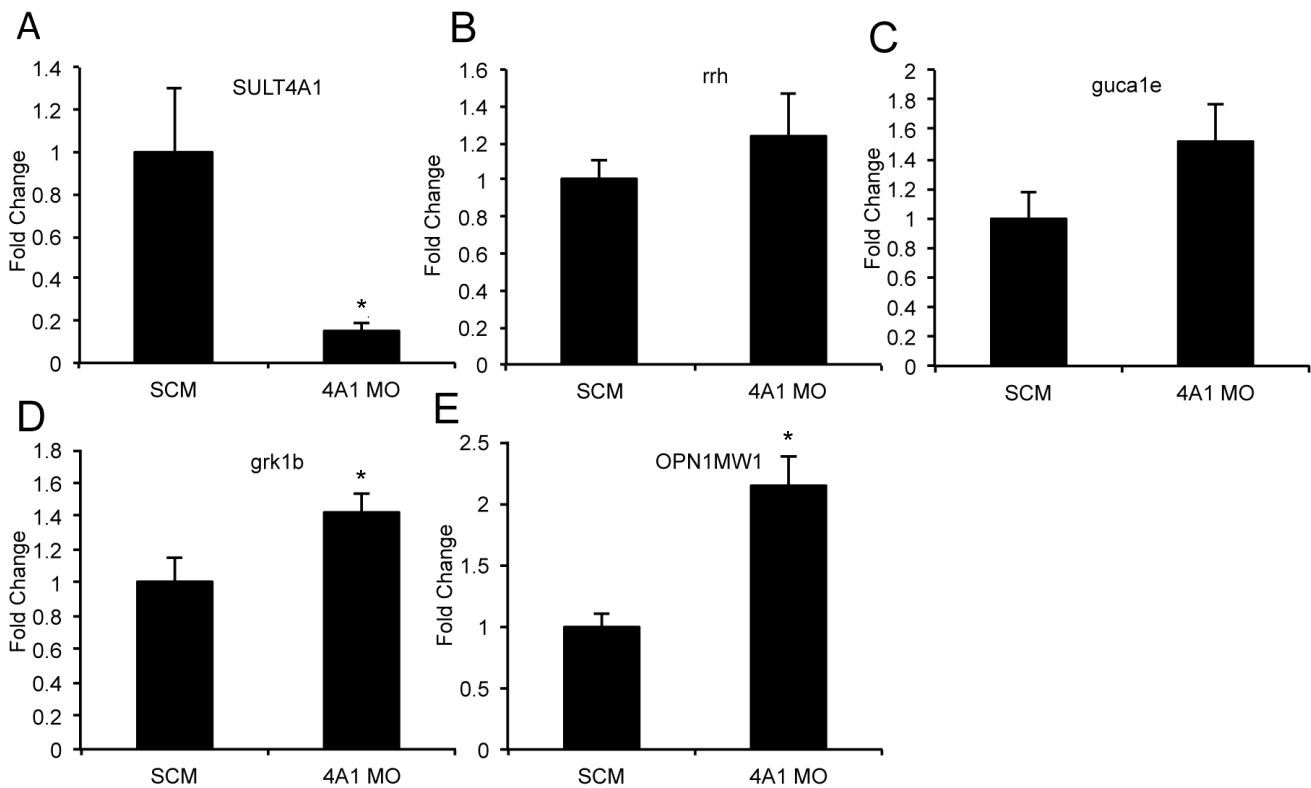 A
SULT4A1
Fold Change
1.4
1.2
1
0.8
0.6
0.4
0.2
0
*
SCM 4A1 MO
B
rrh
Fold Change
1.6
1.4
1.2
1
0.8
0.6
0.4
0.2
0
SCM 4A1 MO
C
guca1e
Fold Change
2
1.8
1.6
1.4
1.2
1
0.8
0.6
0.4
0.2
0
SCM 4A1 MO
D
grk1b
Fold Change
1.8
1.6
1.4
1.2
1
0.8
0.6
0.4
0.2
0
*
SCM 4A1 MO
E
OPN1MW1
Fold Change
2.5
2
1.5
1
0.5
0
*
SCM 4A1 MO